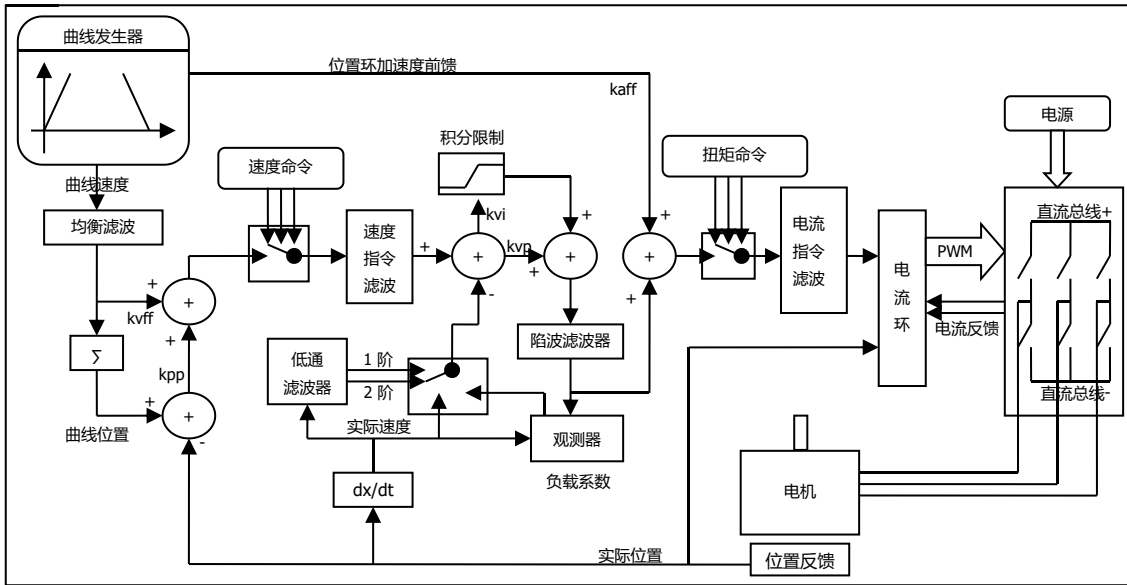 曲线发生器
位置环加速度前馈
kaff
电源
积分限制
扭矩命令
速度命令
曲线速度
kvi
+
+
直流总线+
均衡滤波
速度
指令
滤波
+
+
kvp
+
+
+
电流
指令
滤波
电
流
环
PWM
-
+
+
+
kvff
+
电流反馈
∑
kpp
低通
滤波器
1 阶
2 阶
陷波滤波器
直流总线-
+
+
-
曲线位置
实际速度
观测器
负载系数
dx/dt
电机
实际位置
位置反馈